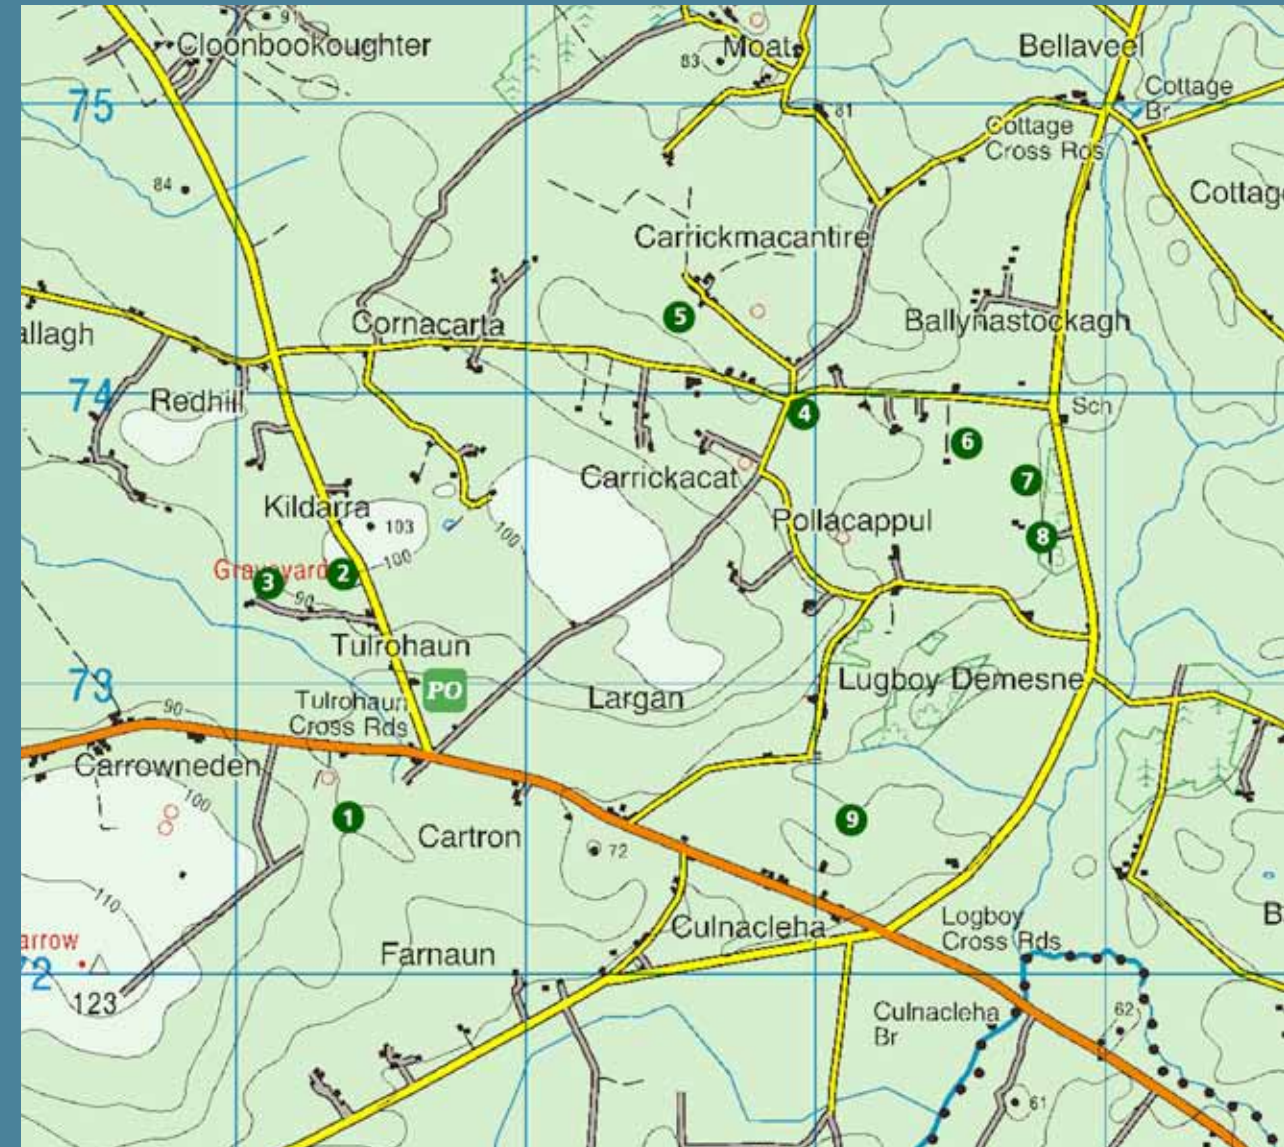 91
Cloonbookoughter
Moat
83
Bellaveel
75
Cottage
Br
81
Cottage
Cross Rds
84
Cottag
Carrickmacantire
5
Cornacarta
Ballynastockagh
allagh
74
Redhill
4
Sch
6
Carrickacat
7
Kildarra
103
100
Pollacappul
8
Graveyard
2
100
3
90
Tulrohaun
73
PO
Largan
Lugboy Demesne
Tulrohaun
Cross Rds
90
Carrowneden
100
1
9
Cartron
72
110
arrow
Culnacleha
Logboy
Cross Rds
Farnaun
72
123
Culnacleha
Br
62
61
B